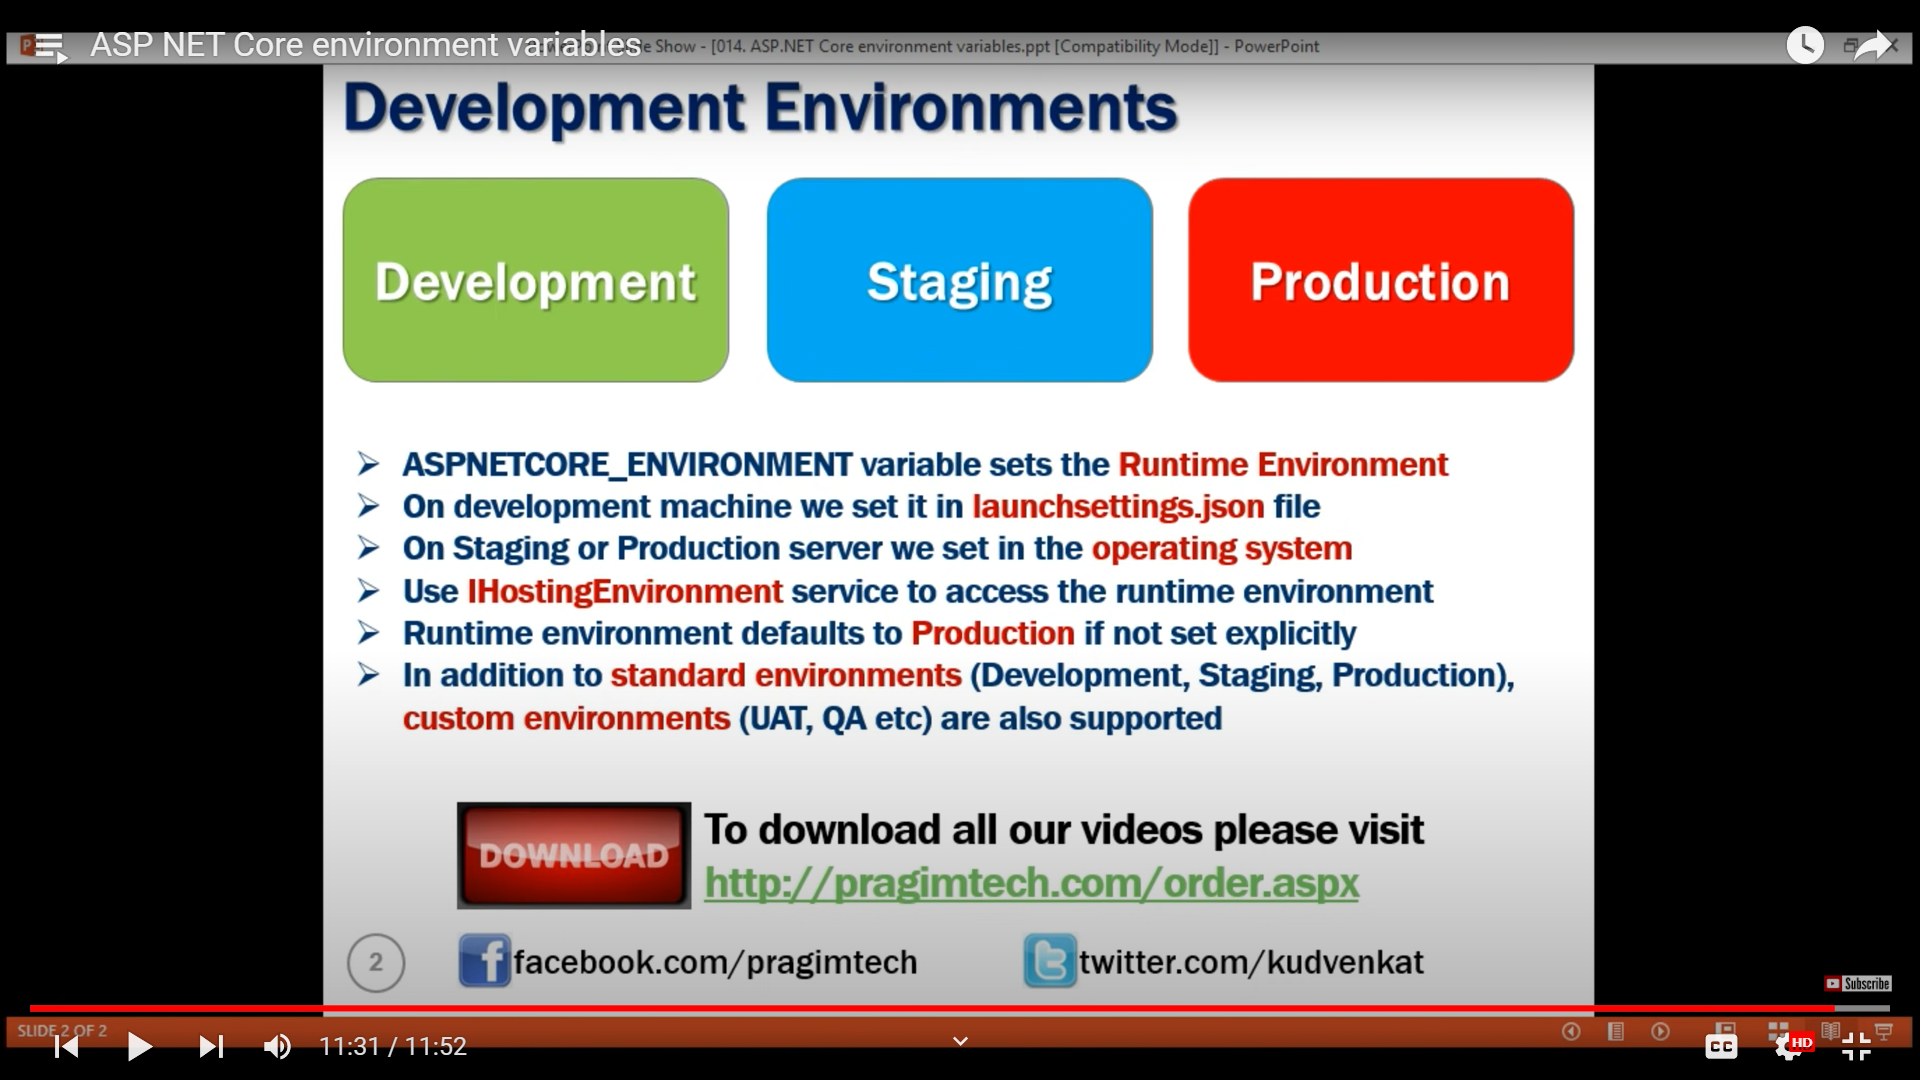 ASP NET Core environment variables
e Show - [014. ASP.NET Core environment variables.ppt [Compatibility Mode]] - PowerPoint
Development Environments
Development
Staging
Production
ASPNETCORE_ENVIRONMENT variable sets the Runtime Environment
On development machine we set it in launchsettings.json file
On Staging or Production server we set in the operating system
Use IHostingEnvironment service to access the runtime environment
Runtime environment defaults to Production if not set explicitly
In addition to standard environments (Development, Staging, Production),
custom environments (UAT, QA etc) are also supported
DOWNLOAD
To download all our videos please visit
http://pragimtech.com/order.aspx
2
facebook.com/pragimtech
twitter.com/kudvenkat
Subscribe
SLIDE 2 OF 2
11:31 / 11:52
CC
HD